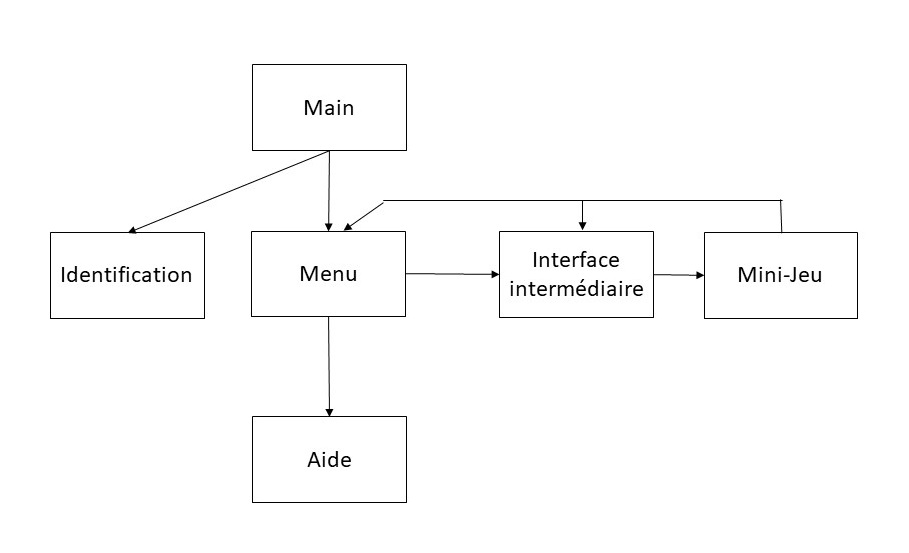 Main
Identification
Menu
Interface
intermédiaire
Mini-Jeu
Aide